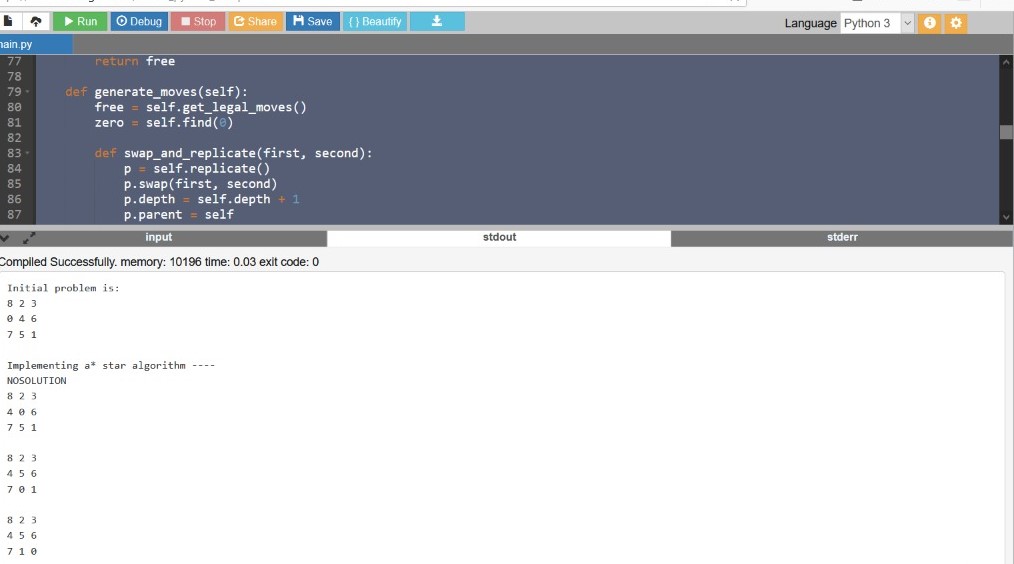 Run Debug Stop Share Save { } Beautify Language Python 3
main.py
77 return free
78
79 def generate_moves(self):
80 free = self.get_legal_moves()
81 zero = self.find(0)
82
83 def swap_and_replicate(first, second):
84 p = self.replicate()
85 p.swap(first, second)
86 p.depth = self.depth + 1
87 p.parent = self
input stdout stderr
Compiled Successfully. memory: 10196 time: 0.03 exit code: 0
Initial problem is:
8 2 3
0 4 6
7 5 1
Implementing a* star algorithm ----
NOSOLUTION
8 2 3
4 0 6
7 5 1
8 2 3
4 5 6
7 0 1
8 2 3
4 5 6
7 1 0